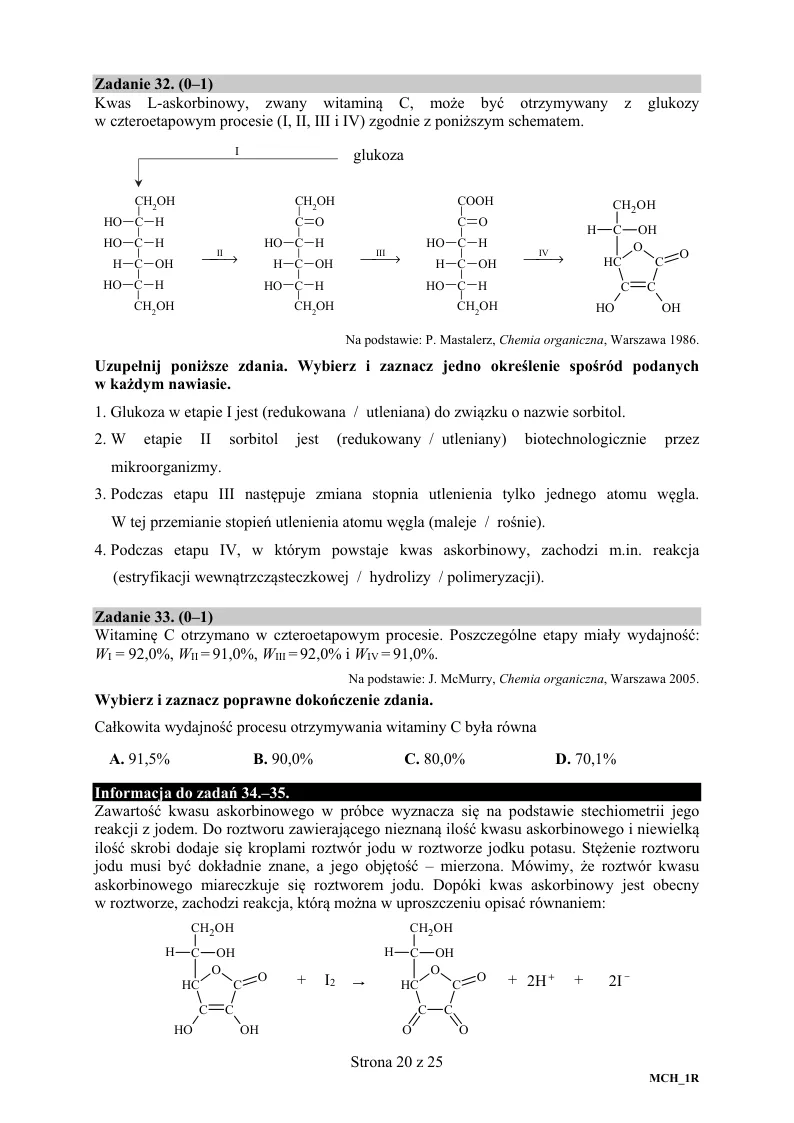 Zadanie 32. (0–1)
Kwas L-askorbinowy, zwany witaminą C, może być otrzymywany z glukozy
w czteroetapowym procesie (I, II, III i IV) zgodnie z poniższym schematem.
I
glukoza
CH2OH
HO C H
HO C H
H C OH
HO C H
CH2OH
II
CH2OH
C O
HO C H
H C OH
HO C H
CH2OH
III
COOH
C O
HO C H
H C OH
HO C H
CH2OH
IV
CH2OH
H C OH
O
HC C O
C C
HO OH
Na podstawie: P. Mastalerz, Chemia organiczna, Warszawa 1986.
Uzupełnij poniższe zdania. Wybierz i zaznacz jedno określenie spośród podanych
w każdym nawiasie.
1. Glukoza w etapie I jest (redukowana / utleniana) do związku o nazwie sorbitol.
2. W etapie II sorbitol jest (redukowany / utleniany) biotechnologicznie przez
mikroorganizmy.
3. Podczas etapu III następuje zmiana stopnia utlenienia tylko jednego atomu węgla.
W tej przemianie stopień utlenienia atomu węgla (maleje / rośnie).
4. Podczas etapu IV, w którym powstaje kwas askorbinowy, zachodzi m.in. reakcja
(estryfikacji wewnątrzcząsteczkowej / hydrolizy / polimeryzacji).
Zadanie 33. (0–1)
Witaminę C otrzymano w czteroetapowym procesie. Poszczególne etapy miały wydajność:
WI = 92,0%, WII = 91,0%, WIII = 92,0% i WIV = 91,0%.
Na podstawie: J. McMurry, Chemia organiczna, Warszawa 2005.
Wybierz i zaznacz poprawne dokończenie zdania.
Całkowita wydajność procesu otrzymywania witaminy C była równa
A. 91,5% B. 90,0% C. 80,0% D. 70,1%
Informacja do zadań 34.–35.
Zawartość kwasu askorbinowego w próbce wyznacza się na podstawie stechiometrii jego
reakcji z jodem. Do roztworu zawierającego nieznaną ilość kwasu askorbinowego i niewielką
ilość skrobi dodaje się kroplami roztwór jodu w roztworze jodku potasu. Stężenie roztworu
jodu musi być dokładnie znane, a jego objętość – mierzona. Mówimy, że roztwór kwasu
askorbinowego miareczkuje się roztworem jodu. Dopóki kwas askorbinowy jest obecny
w roztworze, zachodzi reakcja, którą można w uproszczeniu opisać równaniem:
CH2OH
H C OH
O
HC C O
C C
HO OH
+ I2 →
CH2OH
H C OH
O
HC C O
C C
O O
+ 2H+ + 2I−
Strona 20 z 25
MCH_1R